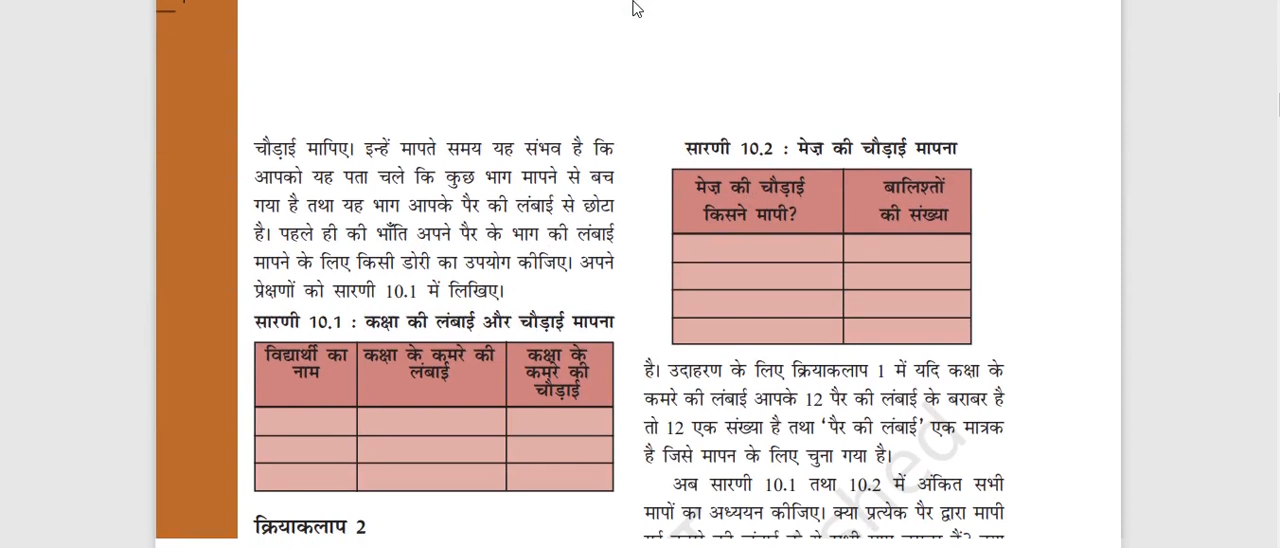 चौड़ाई मापिए। इन्हें मापते समय यह संभव है कि
आपको यह पता चले कि कुछ भाग मापने से बच
गया है तथा यह भाग आपके पैर की लंबाई से छोटा
है। पहले ही की भाँति अपने पैर के भाग की लंबाई
मापने के लिए किसी डोरी का उपयोग कीजिए। अपने
प्रेक्षणों को सारणी 10.1 में लिखिए।
सारणी 10.1 : कक्षा की लंबाई और चौड़ाई मापना
विद्यार्थी का नाम
कक्षा के कमरे की लंबाई
कक्षा के कमरे की चौड़ाई
क्रियाकलाप 2
सारणी 10.2 : मेज़ की चौड़ाई मापना
मेज़ की चौड़ाई किसने मापी?
बालिश्तों की संख्या
है। उदाहरण के लिए क्रियाकलाप 1 में यदि कक्षा के
कमरे की लंबाई आपके 12 पैर की लंबाई के बराबर है
तो 12 एक संख्या है तथा ‘पैर की लंबाई’ एक मात्रक
है जिसे मापन के लिए चुना गया है।
अब सारणी 10.1 तथा 10.2 में अंकित सभी
मापों का अध्ययन कीजिए। क्या प्रत्येक पैर द्वारा मापी